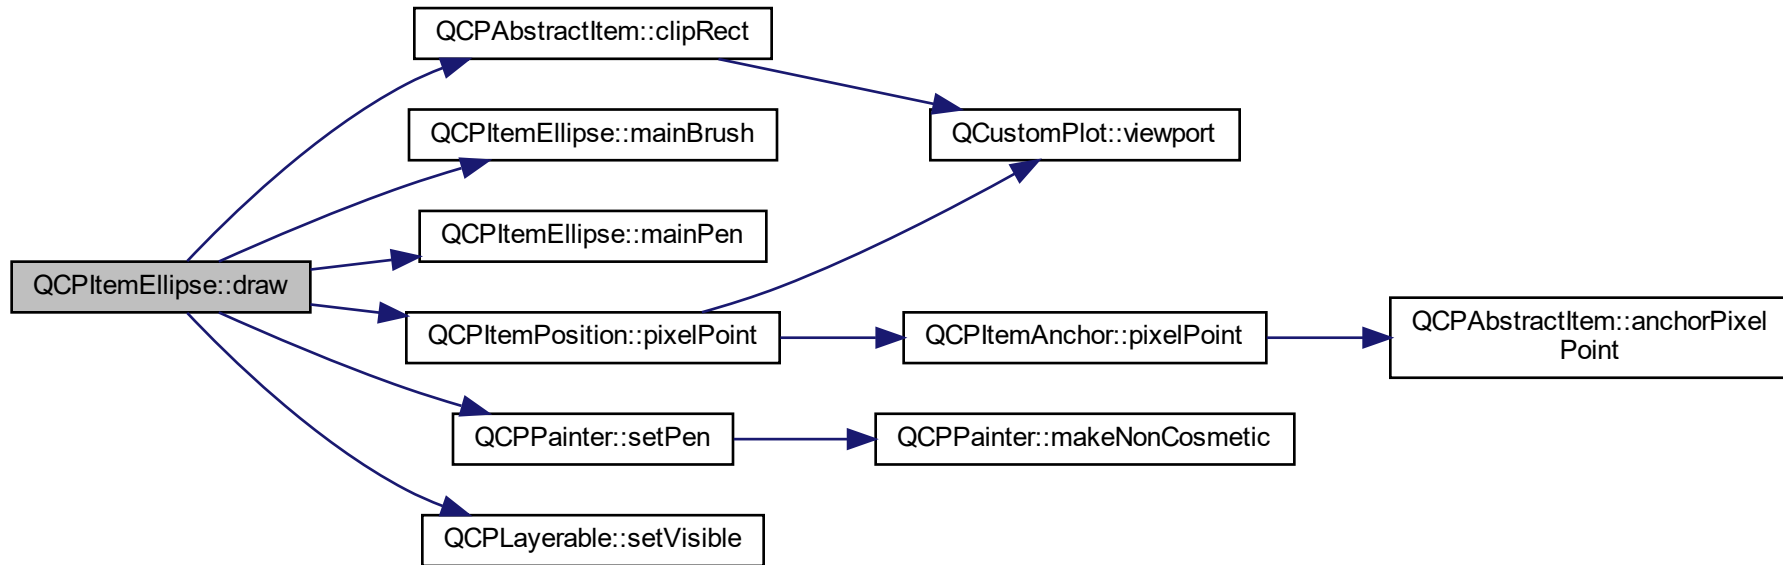 QCPAbstractItem::clipRect
QCPItemEllipse::mainBrush
QCustomPlot::viewport
QCPItemEllipse::mainPen
QCPItemEllipse::draw
QCPItemPosition::pixelPoint
QCPItemAnchor::pixelPoint
QCPAbstractItem::anchorPixel
Point
QCPPainter::setPen
QCPPainter::makeNonCosmetic
QCPLayerable::setVisible